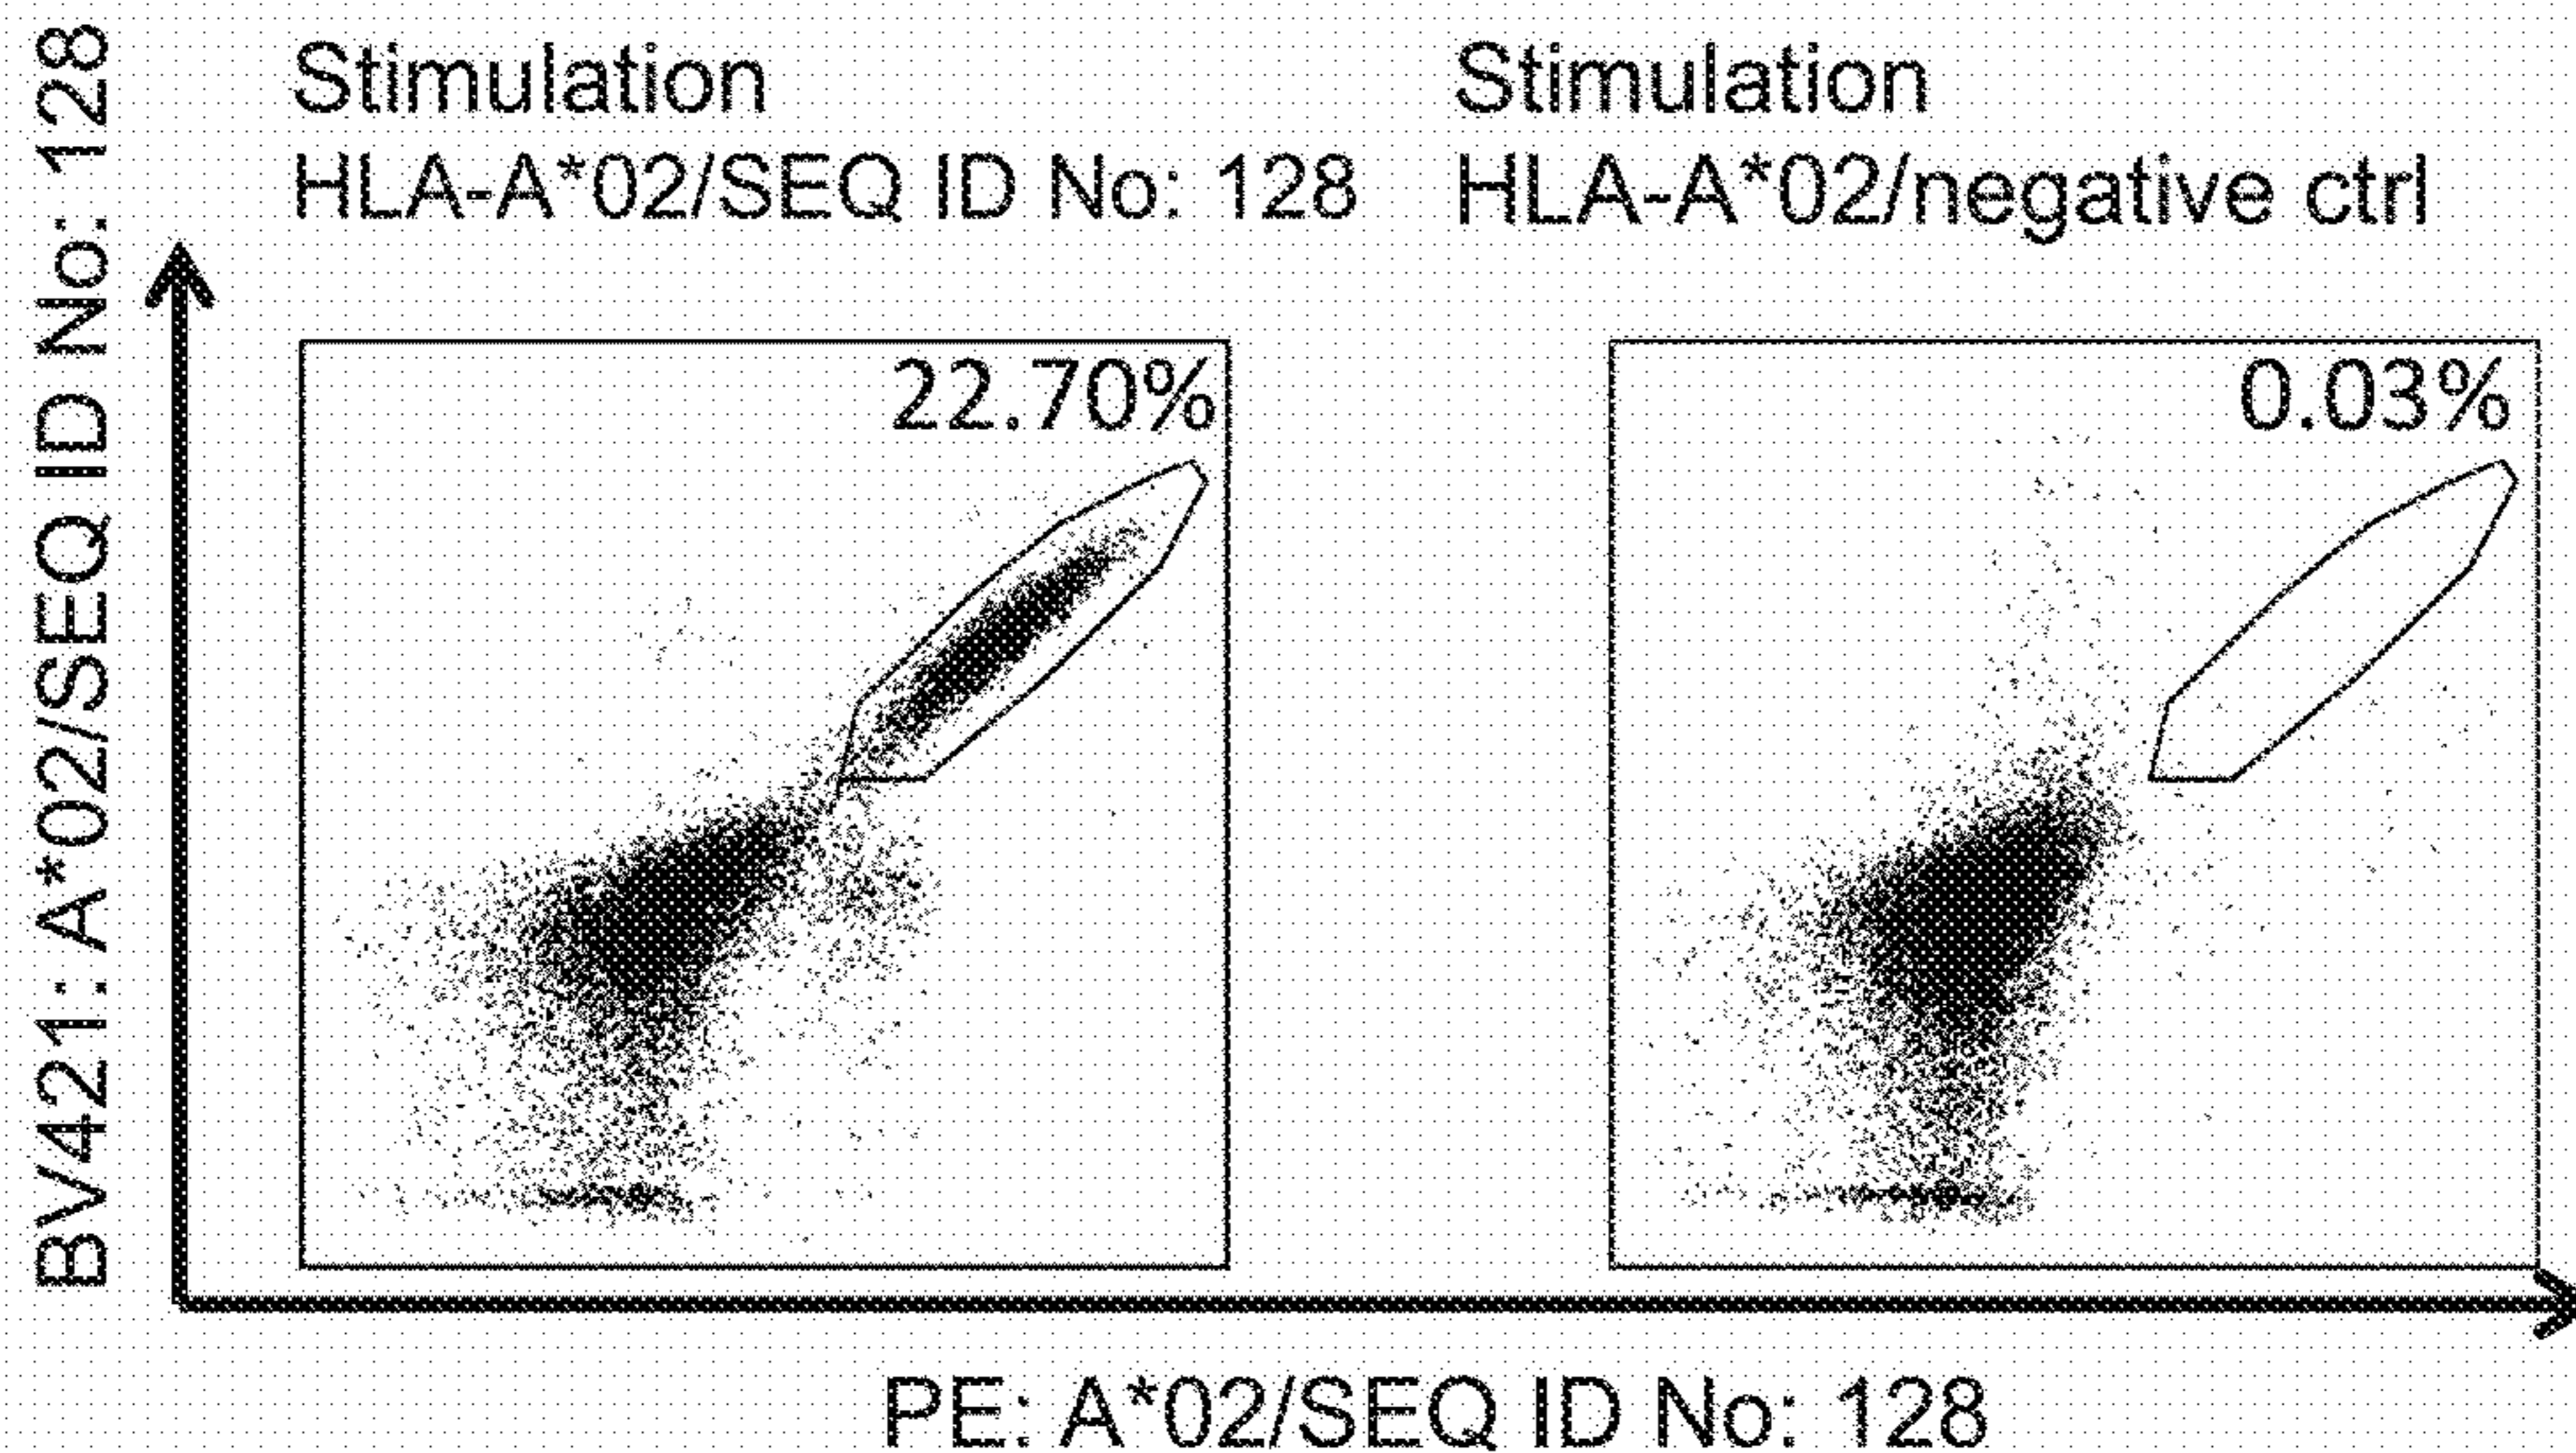 BV421: A*02/SEQ ID No: 128
Stimulation
HLA-A*02/SEQ ID No: 128
Stimulation
HLA-A*02/negative ctrl
22.70%
0.03%
PE: A*02/SEQ ID No: 128